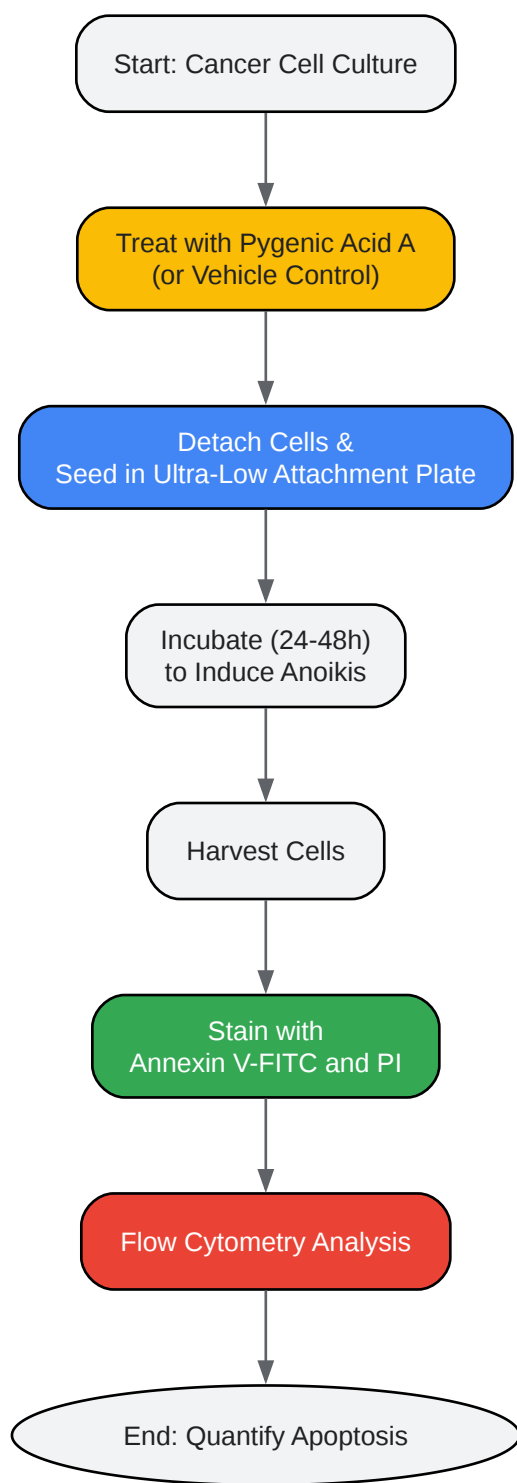 Start: Cancer Cell Culture
Treat with Pygenic Acid A
(or Vehicle Control)
Detach Cells &
Seed in Ultra-Low Attachment Plate
Incubate (24-48h)
to Induce Anoikis
Harvest Cells
Stain with
Annexin V-FITC and PI
Flow Cytometry Analysis
End: Quantify Apoptosis